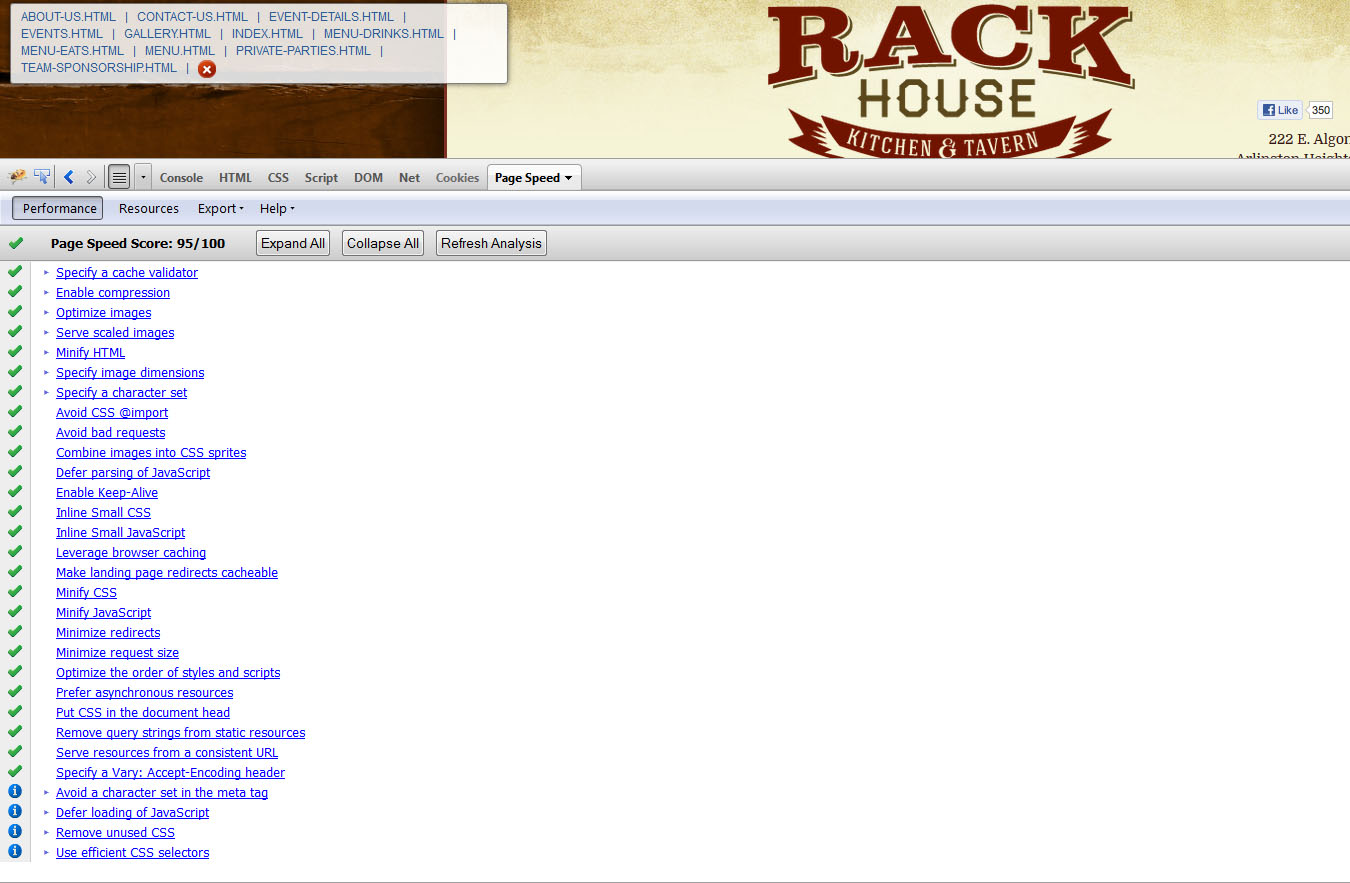 ABOUT-US.HTML | CONTACT-US.HTML | EVENT-DETAILS.HTML |
EVENTS.HTML | GALLERY.HTML | INDEX.HTML | MENU-DRINKS.HTML |
MENU-EATS.HTML | MENU.HTML | PRIVATE-PARTIES.HTML |
TEAM-SPONSORSHIP.HTML |
RACK
HOUSE
KITCHEN & TAVERN
Like 350
222 E. Algon
Arlington Heights
Console HTML CSS Script DOM Net Cookies Page Speed
Performance Resources Export Help
Page Speed Score: 95/100 Expand All Collapse All Refresh Analysis
Specify a cache validator
Enable compression
Optimize images
Serve scaled images
Minify HTML
Specify image dimensions
Specify a character set
Avoid CSS @import
Avoid bad requests
Combine images into CSS sprites
Defer parsing of JavaScript
Enable Keep-Alive
Inline Small CSS
Inline Small JavaScript
Leverage browser caching
Make landing page redirects cacheable
Minify CSS
Minify JavaScript
Minimize redirects
Minimize request size
Optimize the order of styles and scripts
Prefer asynchronous resources
Put CSS in the document head
Remove query strings from static resources
Serve resources from a consistent URL
Specify a Vary: Accept-Encoding header
Avoid a character set in the meta tag
Defer loading of JavaScript
Remove unused CSS
Use efficient CSS selectors